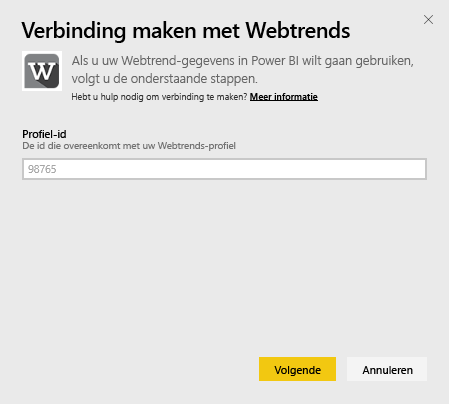 Verbinding maken met Webtrends
W
Als u uw Webtrend-gegevens in Power BI wilt gaan gebruiken,
volgt u de onderstaande stappen.
Hebt u hulp nodig om verbinding te maken? Meer informatie
Profiel-id
De id die overeenkomt met uw Webtrends-profiel
98765
Volgende
Annuleren